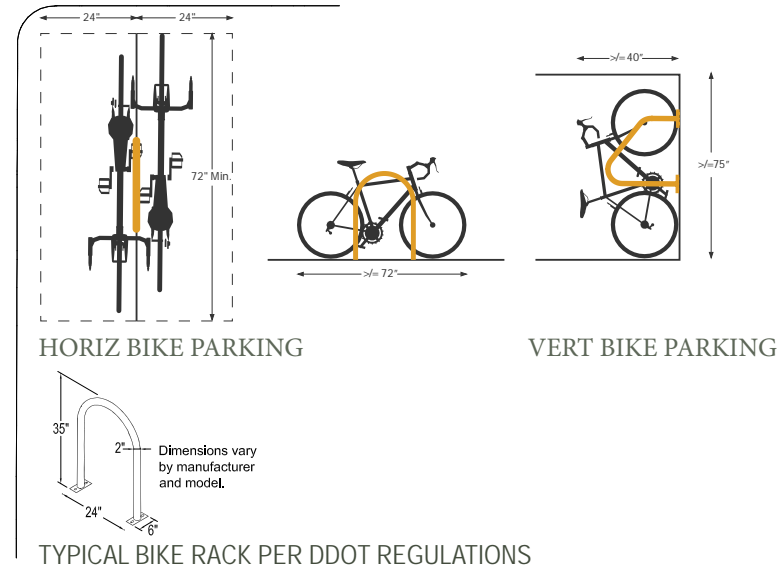 24"
24"
72" Min.
>/= 72"
>/= 40"
>/=75"
HORIZ BIKE PARKING
VERT BIKE PARKING
35"
2"
Dimensions vary
by manufacturer
and model.
24"
6"
TYPICAL BIKE RACK PER DDOT REGULATIONS